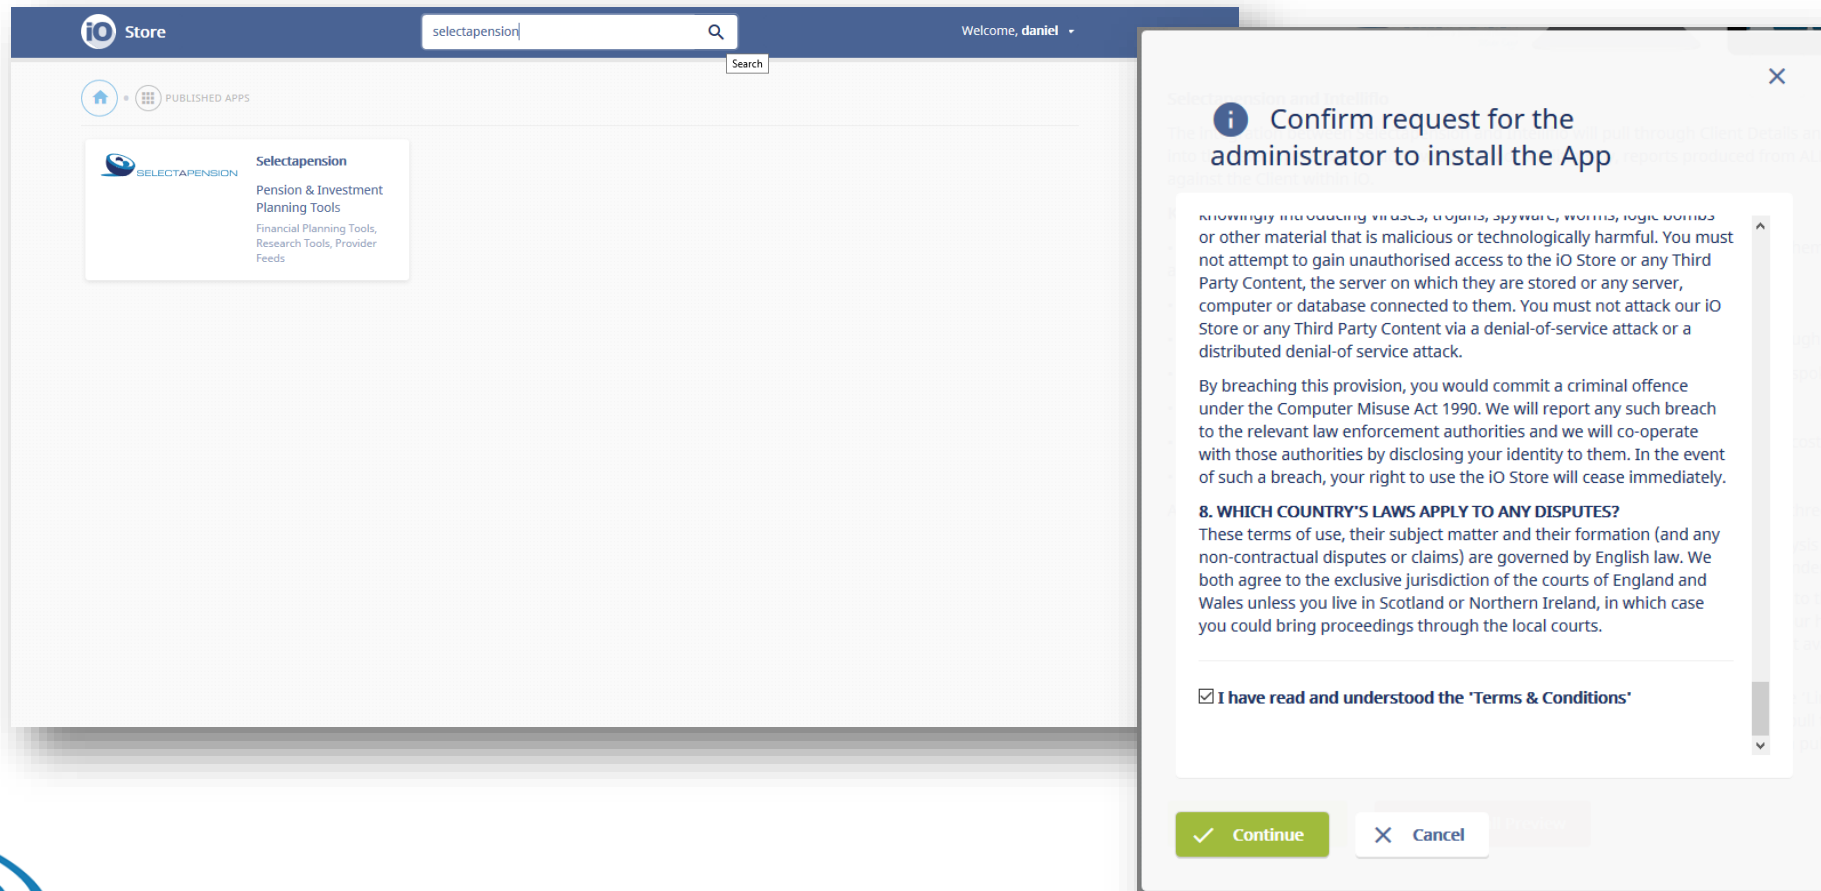 iO Store
selectapension
Welcome, daniel
Search
PUBLISHED APPS
SELECTAPENSION
Selectapension
Pension & Investment
Planning Tools
Financial Planning Tools,
Research Tools, Provider
Feeds
Confirm request for the
administrator to install the App
knowingly introducing viruses, trojans, spyware, worms, logic bombs
or other material that is malicious or technologically harmful. You must
not attempt to gain unauthorised access to the iO Store or any Third
Party Content, the server on which they are stored or any server,
computer or database connected to them. You must not attack our iO
Store or any Third Party Content via a denial-of-service attack or a
distributed denial-of service attack.
By breaching this provision, you would commit a criminal offence
under the Computer Misuse Act 1990. We will report any such breach
to the relevant law enforcement authorities and we will co-operate
with those authorities by disclosing your identity to them. In the event
of such a breach, your right to use the iO Store will cease immediately.
8. WHICH COUNTRY'S LAWS APPLY TO ANY DISPUTES?
These terms of use, their subject matter and their formation (and any
non-contractual disputes or claims) are governed by English law. We
both agree to the exclusive jurisdiction of the courts of England and
Wales unless you live in Scotland or Northern Ireland, in which case
you could bring proceedings through the local courts.
I have read and understood the 'Terms & Conditions'
Continue
Cancel